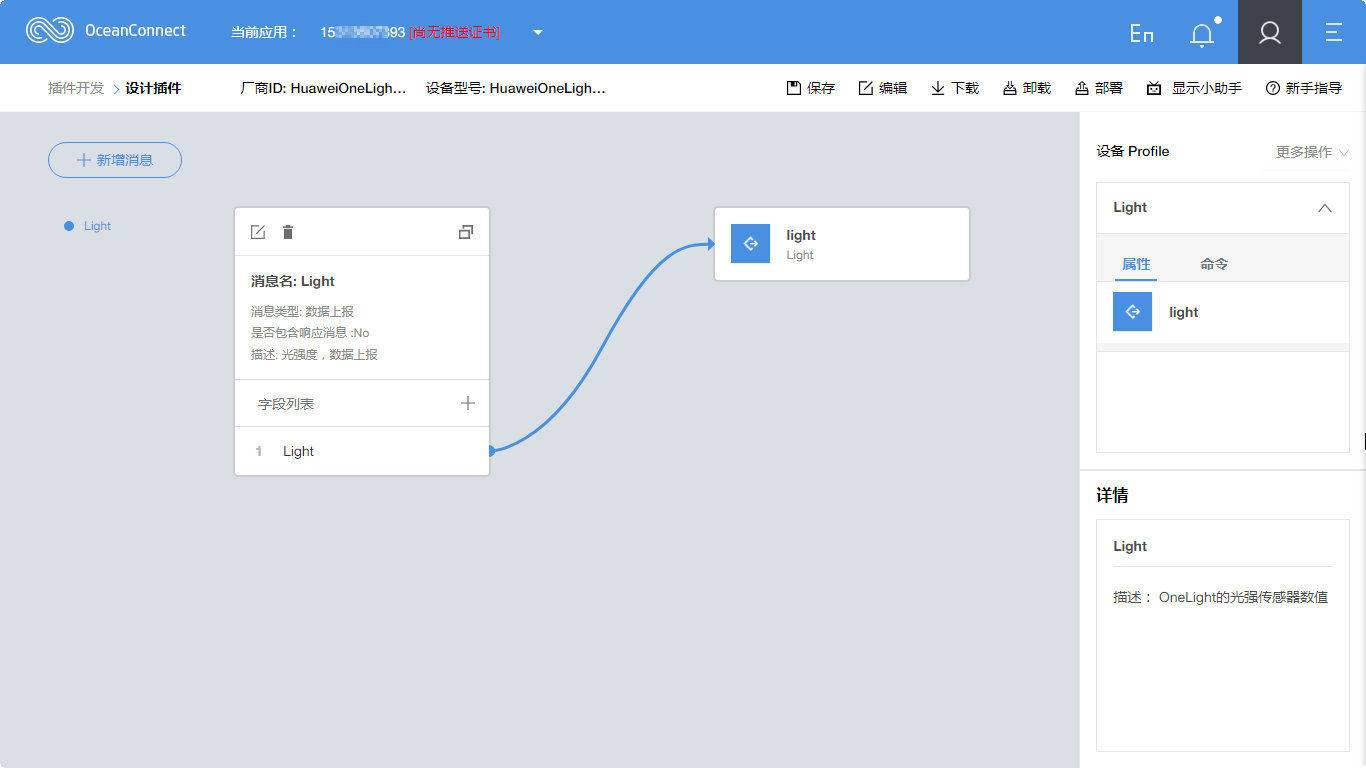 OceanConnect
当前应用： 15 893 [尚无推送证书]
En
插件开发 > 设计插件
厂商ID: HuaweiOneLigh...
设备型号: HuaweiOneLigh...
保存
编辑
下载
卸载
部署
显示小助手
新手指导
新增消息
Light
消息名: Light
消息类型: 数据上报
是否包含响应消息 :No
描述: 光强度，数据上报
字段列表
1 Light
light
Light
设备 Profile
更多操作
Light
属性
命令
light
详情
Light
描述： OneLight的光强传感器数值